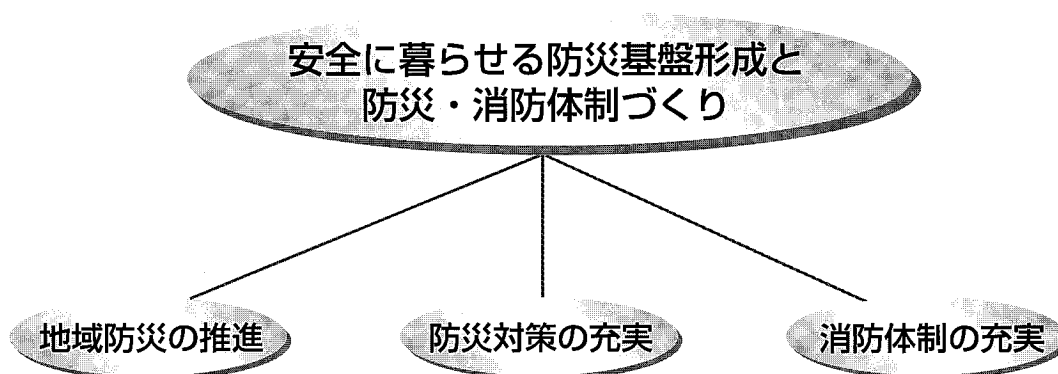 安全に暮らせる防災基盤形成と
防災・消防体制づくり
地域防災の推進
防災対策の充実
消防体制の充実